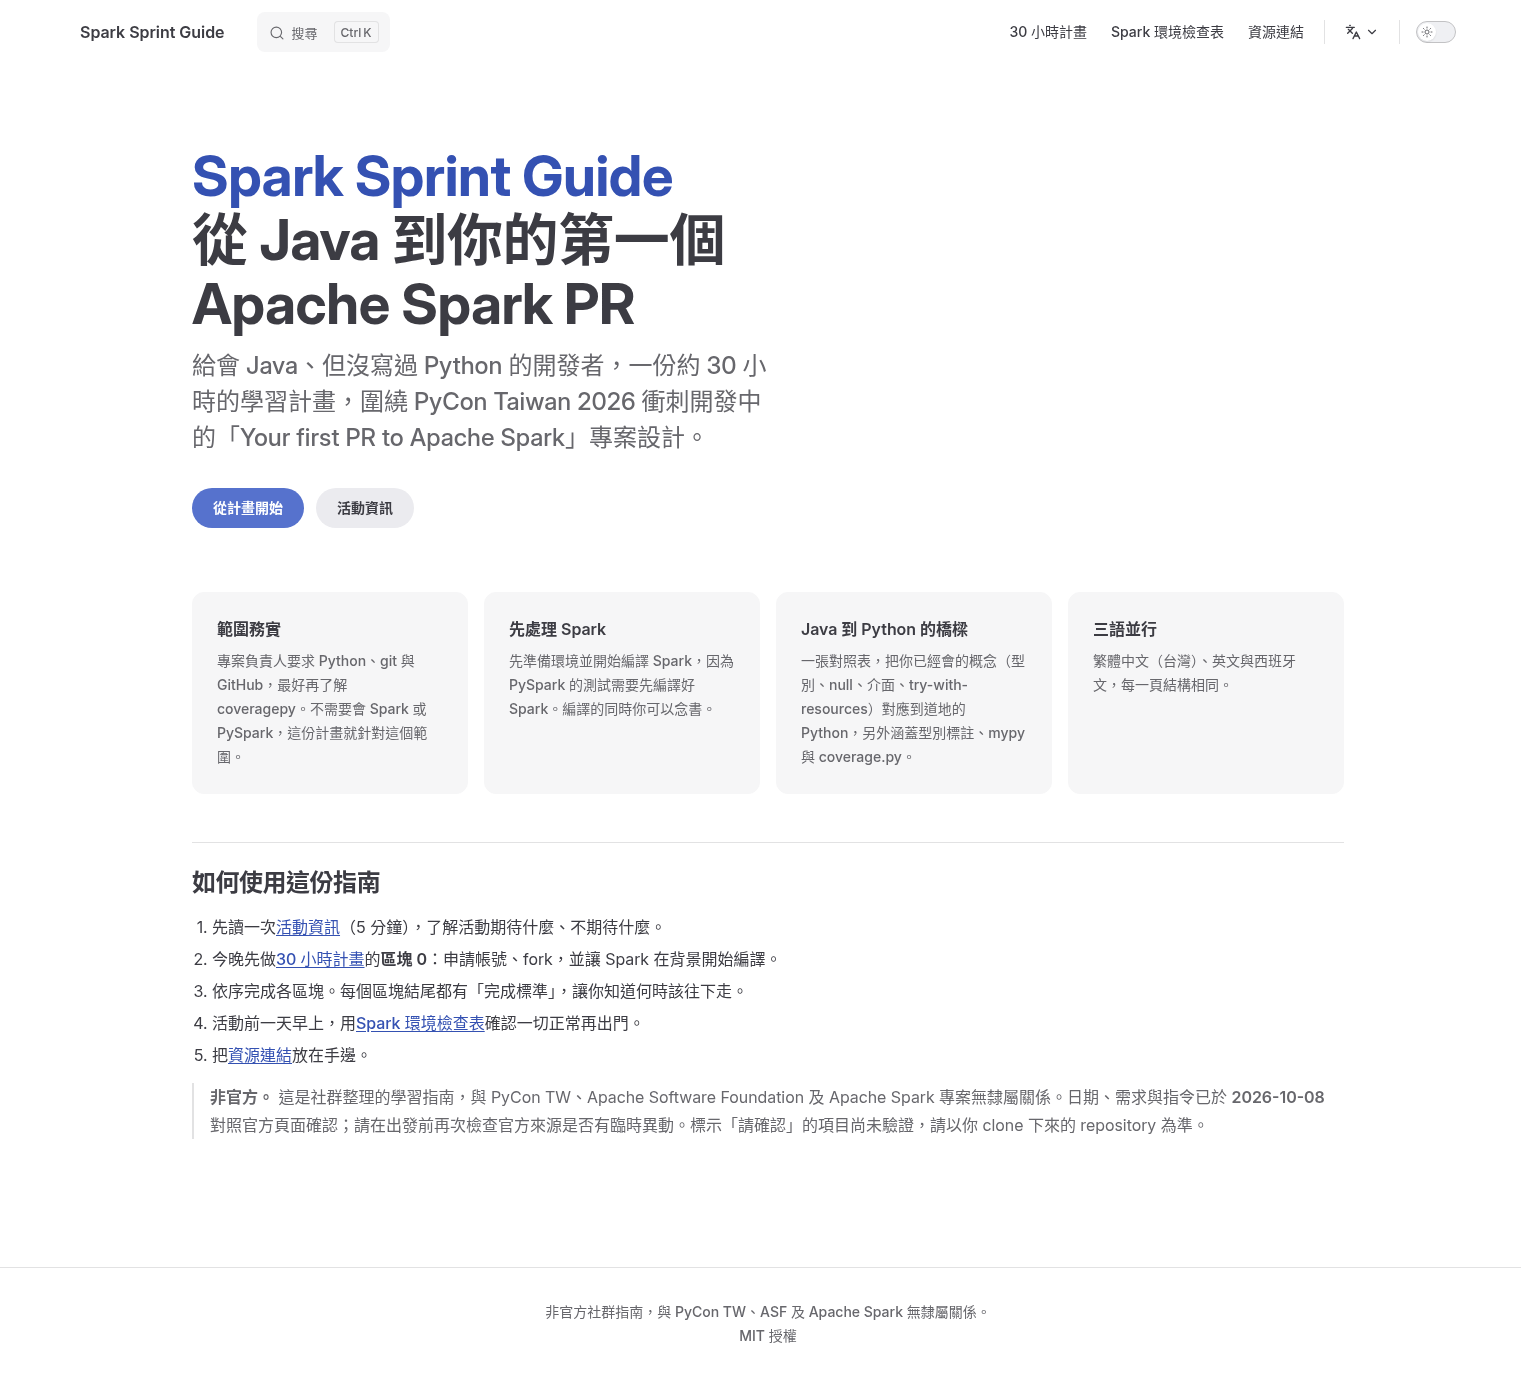 Spark Sprint Guide
搜尋
Ctrl K
30 小時計畫
Spark 環境檢查表
資源連結
Spark Sprint Guide
從 Java 到你的第一個
Apache Spark PR
給會 Java、但沒寫過 Python 的開發者，一份約 30 小
時的學習計畫，圍繞 PyCon Taiwan 2026 衝刺開發中
的「Your first PR to Apache Spark」專案設計。
從計畫開始
活動資訊
範圍務實
專案負責人要求 Python、git 與
GitHub，最好再了解
coveragepy。不需要會 Spark 或
PySpark，這份計畫就針對這個範
圍。
先處理 Spark
先準備環境並開始編譯 Spark，因為
PySpark 的測試需要先編譯好
Spark。編譯的同時你可以念書。
Java 到 Python 的橋樑
一張對照表，把你已經會的概念（型
別、null、介面、try-with-
resources）對應到道地的
Python，另外涵蓋型別標註、mypy
與 coverage.py。
三語並行
繁體中文（台灣）、英文與西班牙
文，每一頁結構相同。
如何使用這份指南
1. 先讀一次活動資訊（5 分鐘），了解活動期待什麼、不期待什麼。
2. 今晚先做30 小時計畫的區塊 0：申請帳號、fork，並讓 Spark 在背景開始編譯。
3. 依序完成各區塊。每個區塊結尾都有「完成標準」，讓你知道何時該往下走。
4. 活動前一天早上，用Spark 環境檢查表確認一切正常再出門。
5. 把資源連結放在手邊。
非官方。 這是社群整理的學習指南，與 PyCon TW、Apache Software Foundation 及 Apache Spark 專案無隸屬關係。日期、需求與指令已於 2026-10-08
對照官方頁面確認；請在出發前再次檢查官方來源是否有臨時異動。標示「請確認」的項目尚未驗證，請以你 clone 下來的 repository 為準。
非官方社群指南，與 PyCon TW、ASF 及 Apache Spark 無隸屬關係。
MIT 授權